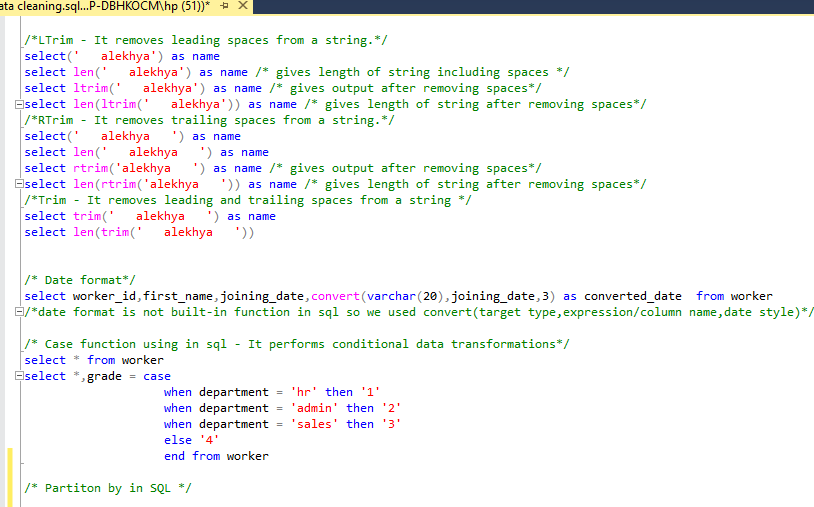 ata cleaning.sql...P-DBHKOCM\hp (51))*
/*LTrim - It removes leading spaces from a string.*/
select('   alekhya') as name
select len('   alekhya') as name /* gives length of string including spaces */
select ltrim('   alekhya') as name /* gives output after removing spaces*/
select len(ltrim('   alekhya')) as name /* gives length of string after removing spaces*/
/*RTrim - It removes trailing spaces from a string.*/
select('   alekhya   ') as name
select len('   alekhya   ') as name
select rtrim('alekhya   ') as name /* gives output after removing spaces*/
select len(rtrim('alekhya   ')) as name /* gives length of string after removing spaces*/
/*Trim - It removes leading and trailing spaces from a string */
select trim('   alekhya   ') as name
select len(trim('   alekhya   '))
/* Date format*/
select worker_id,first_name,joining_date,convert(varchar(20),joining_date,3) as converted_date  from worker
/*date format is not built-in function in sql so we used convert(target type,expression/column name,date style)*/
/* Case function using in sql - It performs conditional data transformations*/
select * from worker
select *,grade = case
when department = 'hr' then '1'
when department = 'admin' then '2'
when department = 'sales' then '3'
else '4'
end from worker
/* Partiton by in SQL */